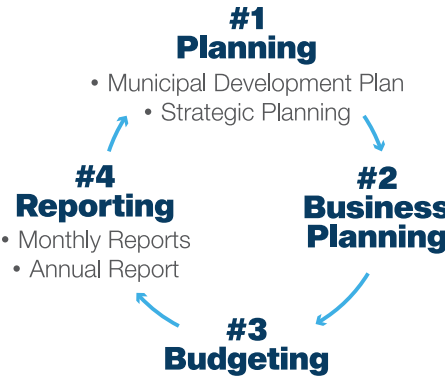 #1
Planning
• Municipal Development Plan
• Strategic Planning
#2
Business
Planning
#3
Budgeting
#4
Reporting
• Monthly Reports
• Annual Report